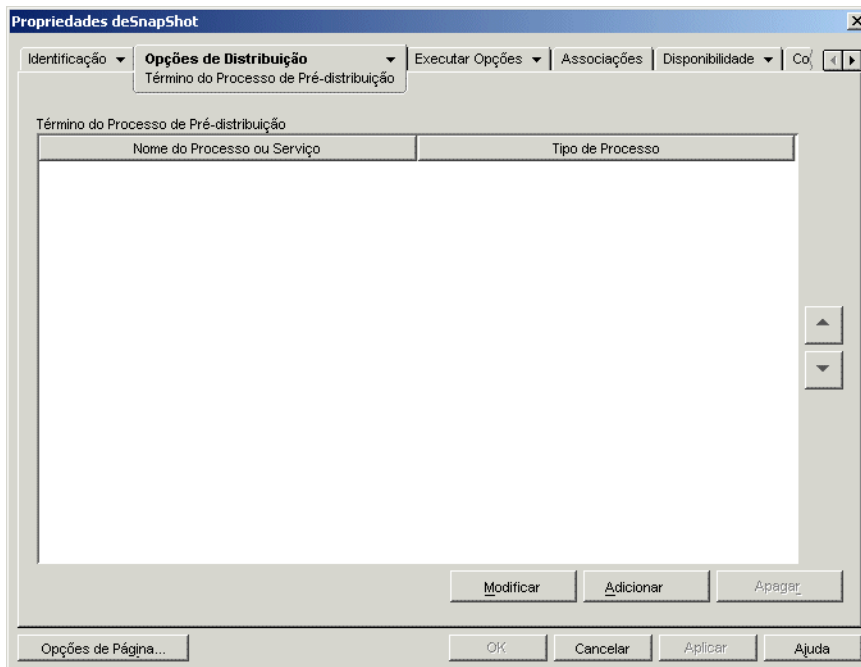 Propriedades deSnapShot
Identificação Opções de Distribuição Executar Opções Associações Disponibilidade
Término do Processo de Pré-distribuição
Término do Processo de Pré-distribuição
Nome do Processo ou Serviço Tipo de Processo
Modificar Adicionar Apagar
Opções de Página... OK Cancelar Aplicar Ajuda